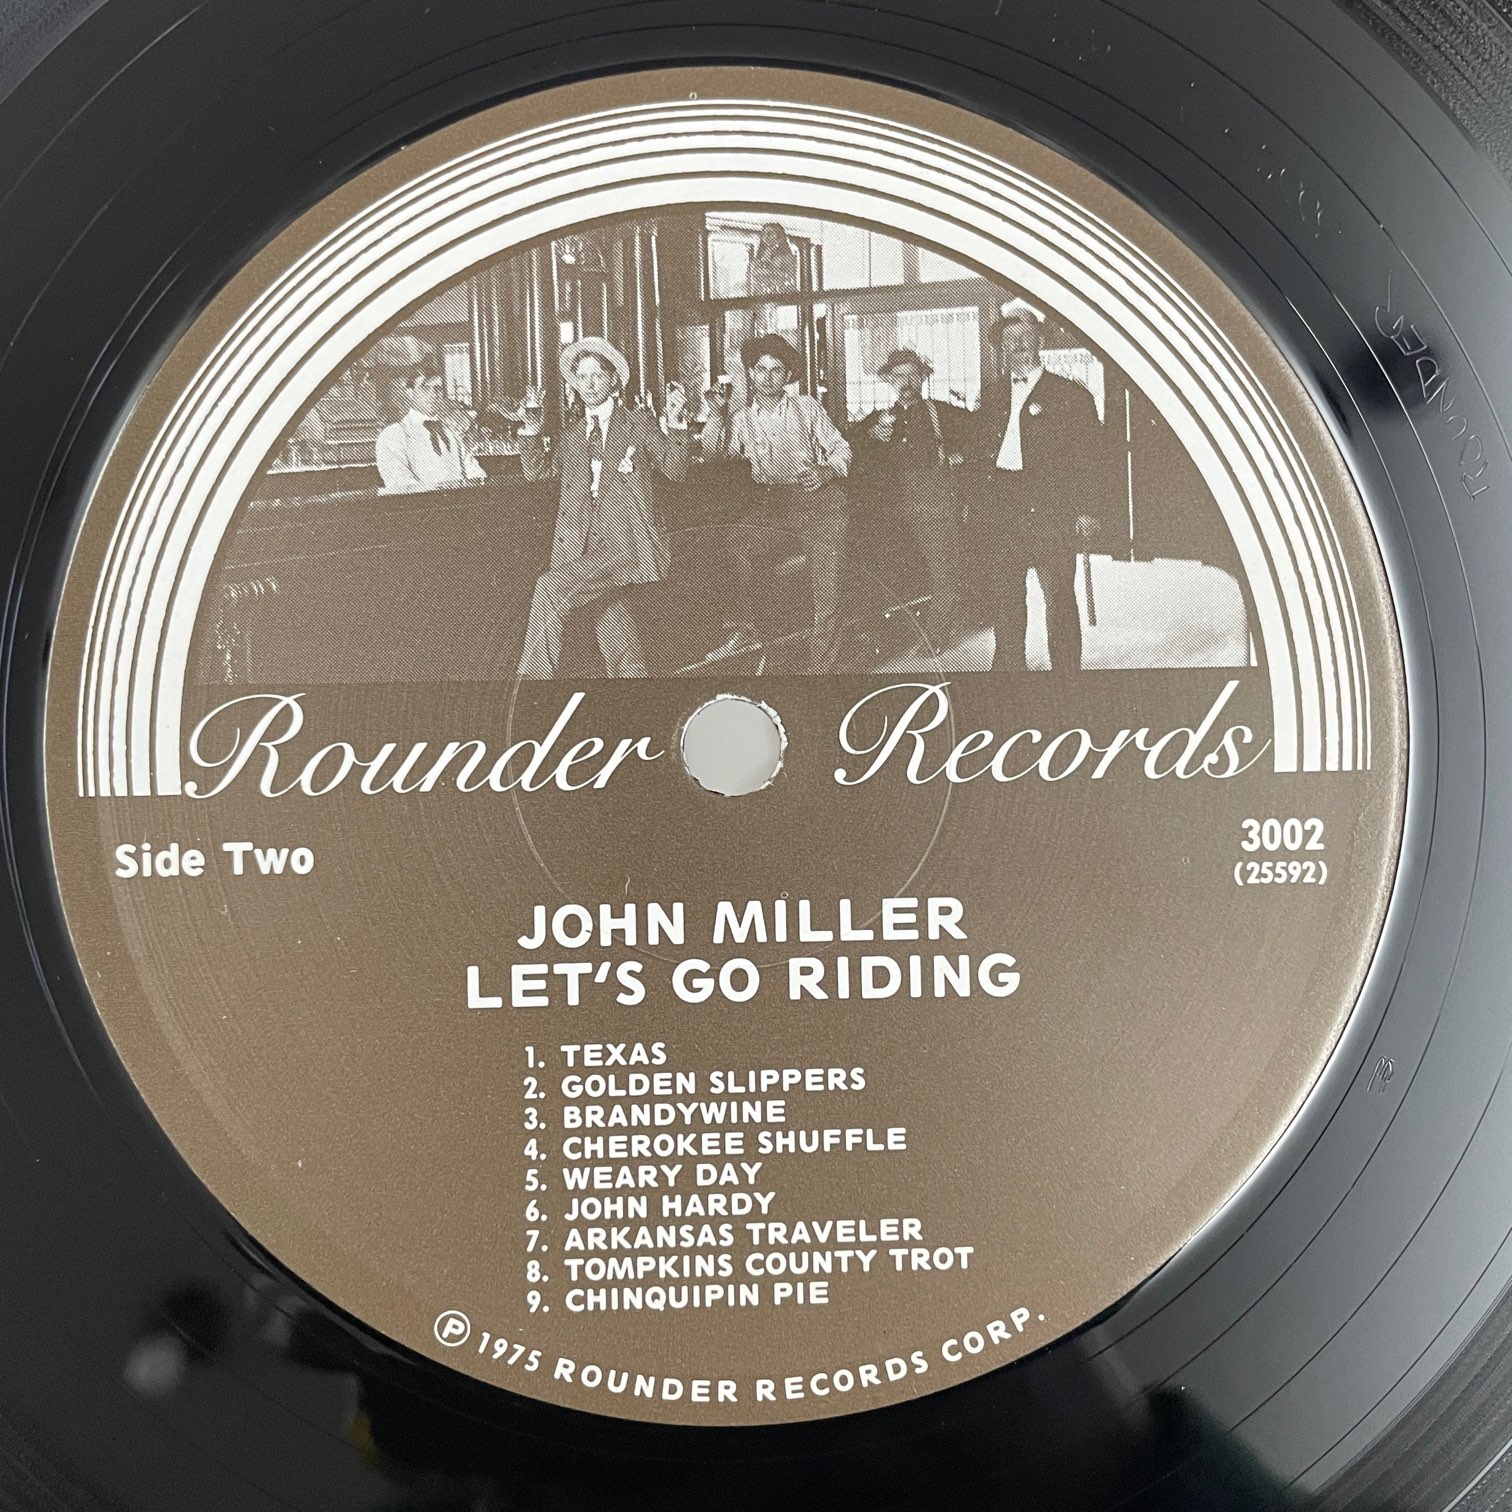 Rounder Records
Side Two
3002
(25592)
JOHN MILLER
LET'S GO RIDING
1. TEXAS
2. GOLDEN SLIPPERS
3. BRANDYWINE
4. CHEROKEE SHUFFLE
5. WEARY DAY
6. JOHN HARDY
7. ARKANSAS TRAVELER
8. TOMPKINS COUNTY TROT
9. CHINQUIPIN PIE
Ⓟ 1975 ROUNDER RECORDS CORP.
ROUNDER